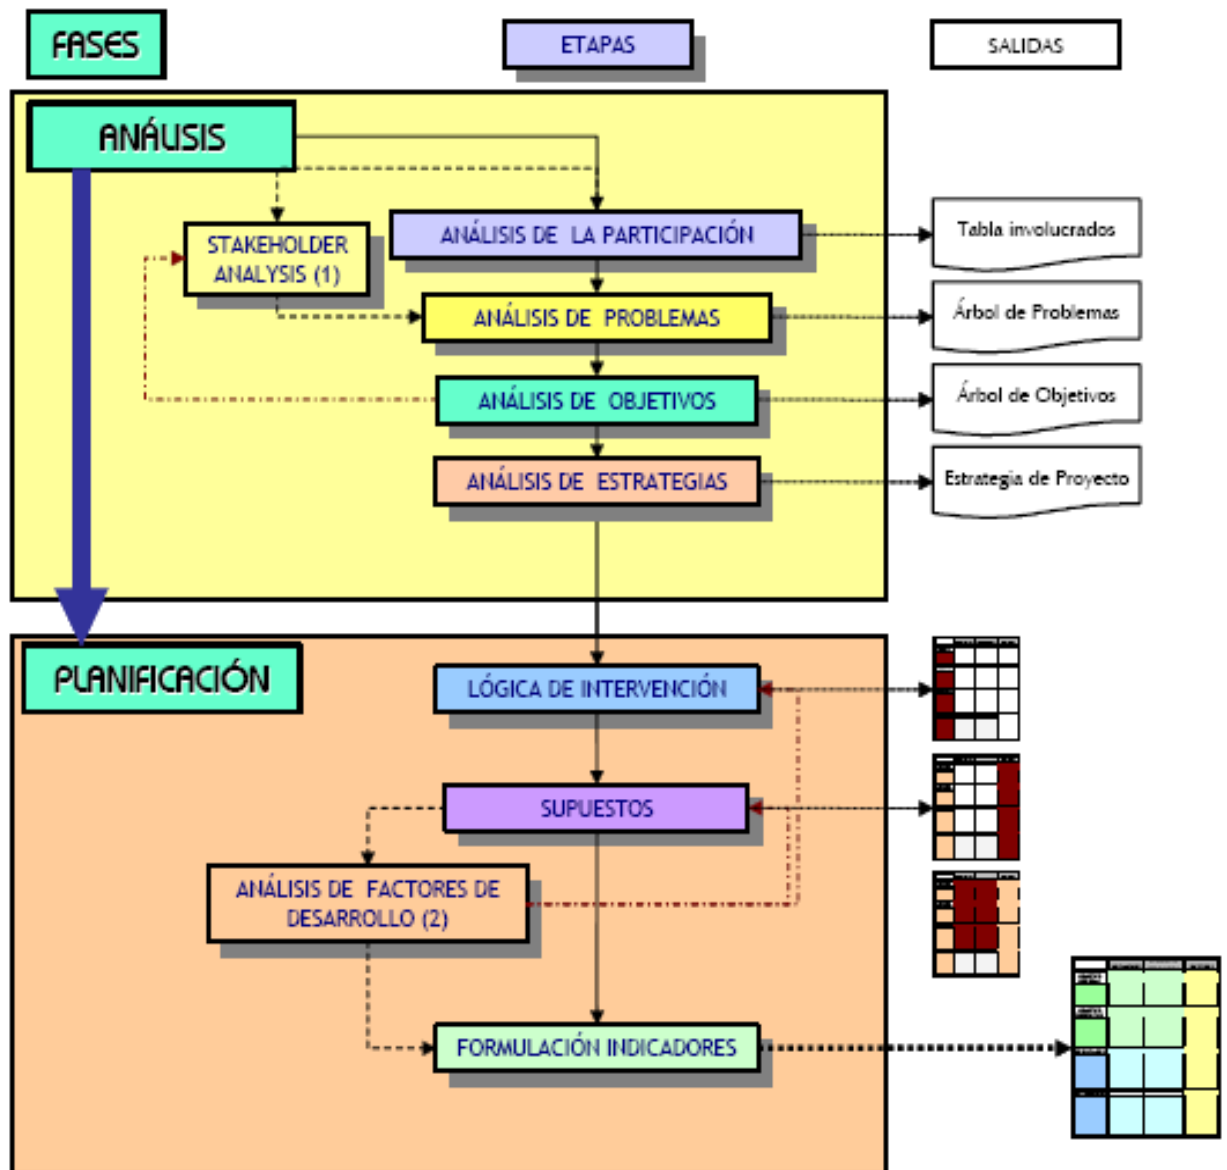 FASES
ETAPAS
SALIDAS
ANÁLISIS
STAKEHOLDER
ANALYSIS (1)
ANÁLISIS DE LA PARTICIPACIÓN
Tabla involucrados
ANÁLISIS DE PROBLEMAS
Árbol de Problemas
ANÁLISIS DE OBJETIVOS
Árbol de Objetivos
ANÁLISIS DE ESTRATEGIAS
Estrategia de Proyecto
PLANIFICACIÓN
LÓGICA DE INTERVENCIÓN
SUPUESTOS
ANÁLISIS DE FACTORES DE
DESARROLLO (2)
FORMULACIÓN INDICADORES